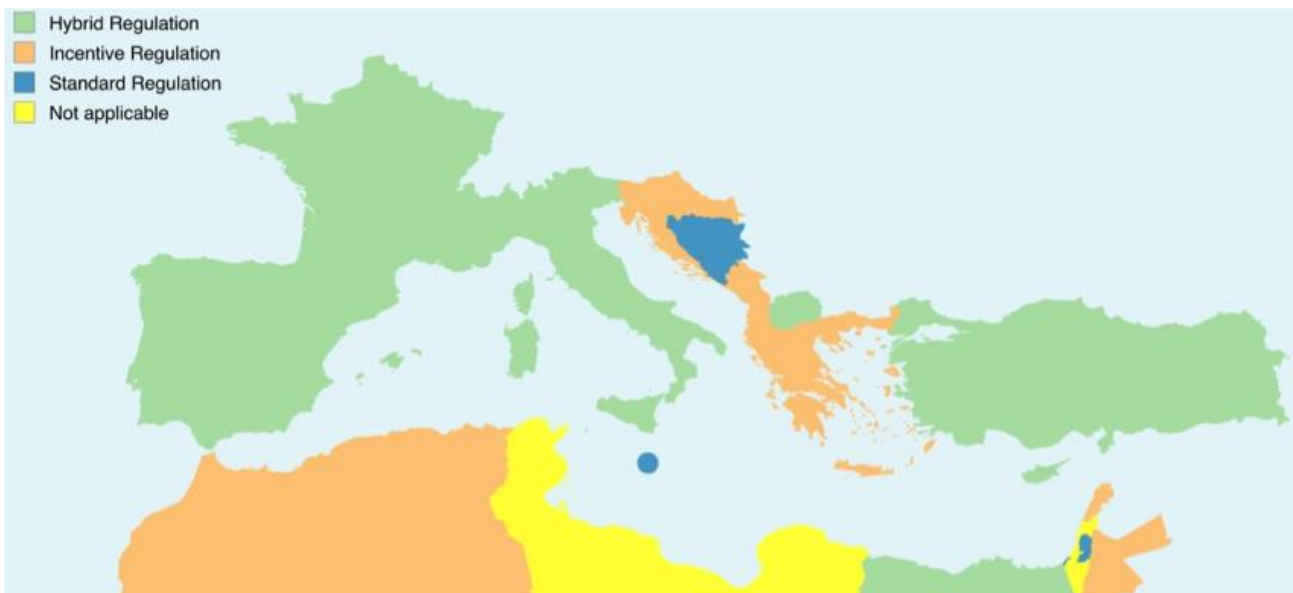 Hybrid Regulation
Incentive Regulation
Standard Regulation
Not applicable